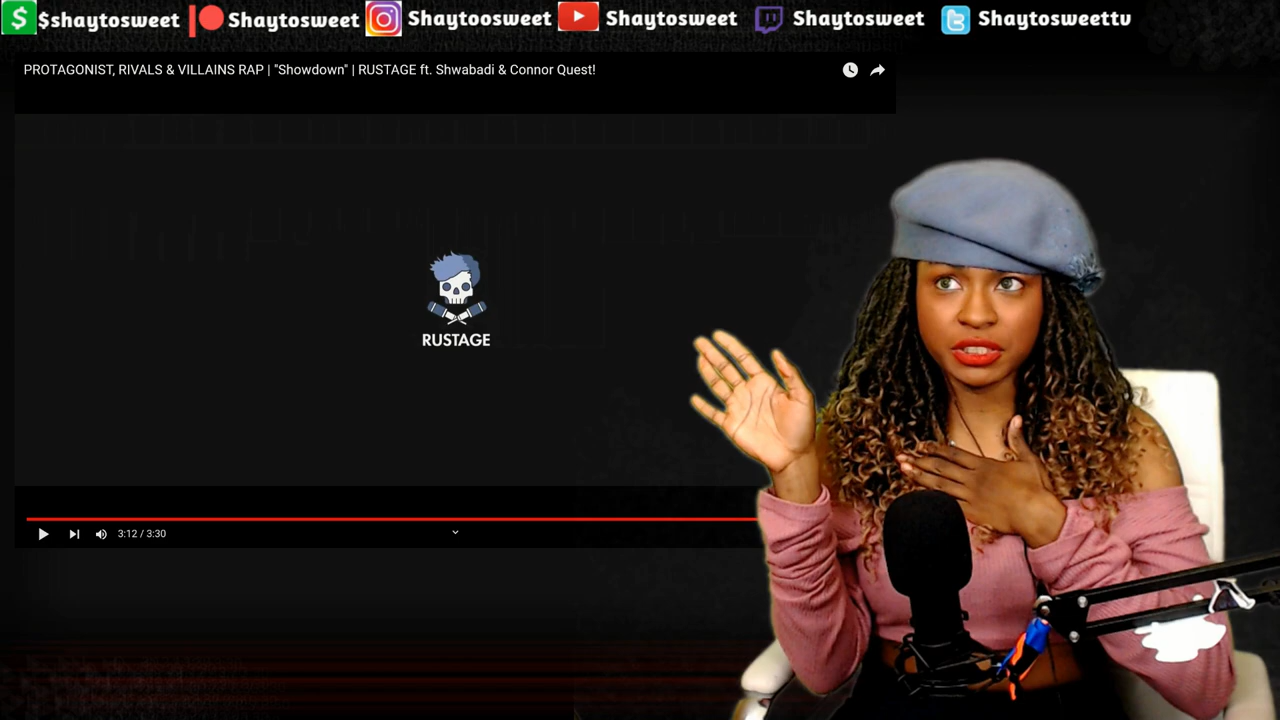 $shaytosweet Shaytosweet Shaytoosweet Shaytosweet Shaytosweet Shaytosweettv
PROTAGONIST, RIVALS & VILLAINS RAP | "Showdown" | RUSTAGE ft. Shwabadi & Connor Quest!
RUSTAGE
3:12 / 3:30